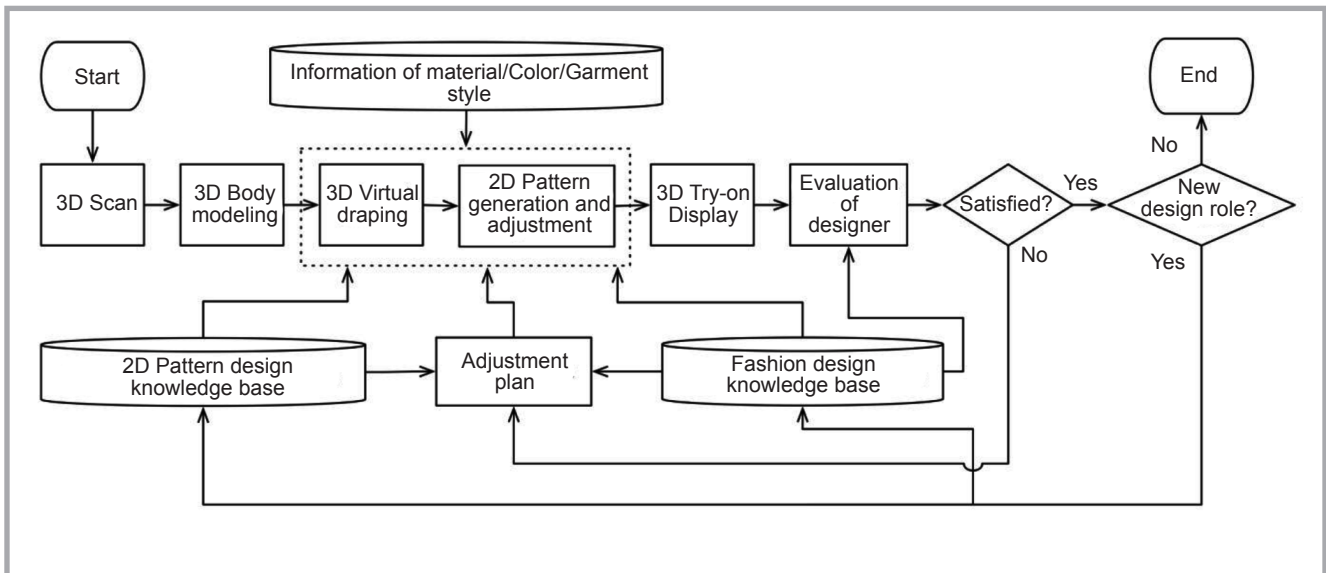 Start
Information of material/Color/Garment
style
End
No
3D Scan
3D Body
modeling
3D Virtual
draping
2D Pattern
generation and
adjustment
3D Try-on
Display
Evaluation
of
designer
Satisfied?
Yes
New
design role?
No
Yes
2D Pattern design
knowledge base
Adjustment
plan
Fashion design
knowledge base